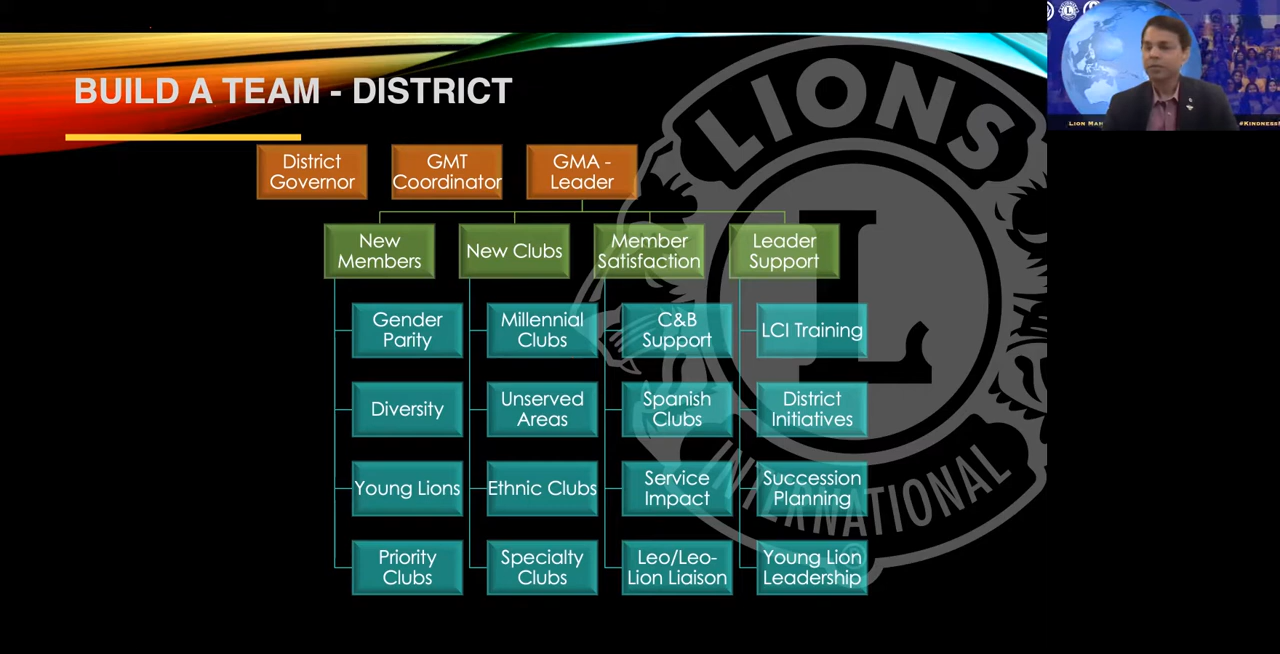 BUILD A TEAM - DISTRICT
District
Governor
GMT
Coordinator
GMA -
Leader
New
Members
New Clubs
Member
Satisfaction
Leader
Support
Gender
Parity
Millennial
Clubs
C&B
Support
LCI Training
Diversity
Unserved
Areas
Spanish
Clubs
District
Initiatives
Young Lions
Ethnic Clubs
Service
Impact
Succession
Planning
Priority
Clubs
Specialty
Clubs
Leo/Leo-
Lion Liaison
Young Lion
Leadership
LIONS
L
INTERNATIONAL
®
L
LION MAH